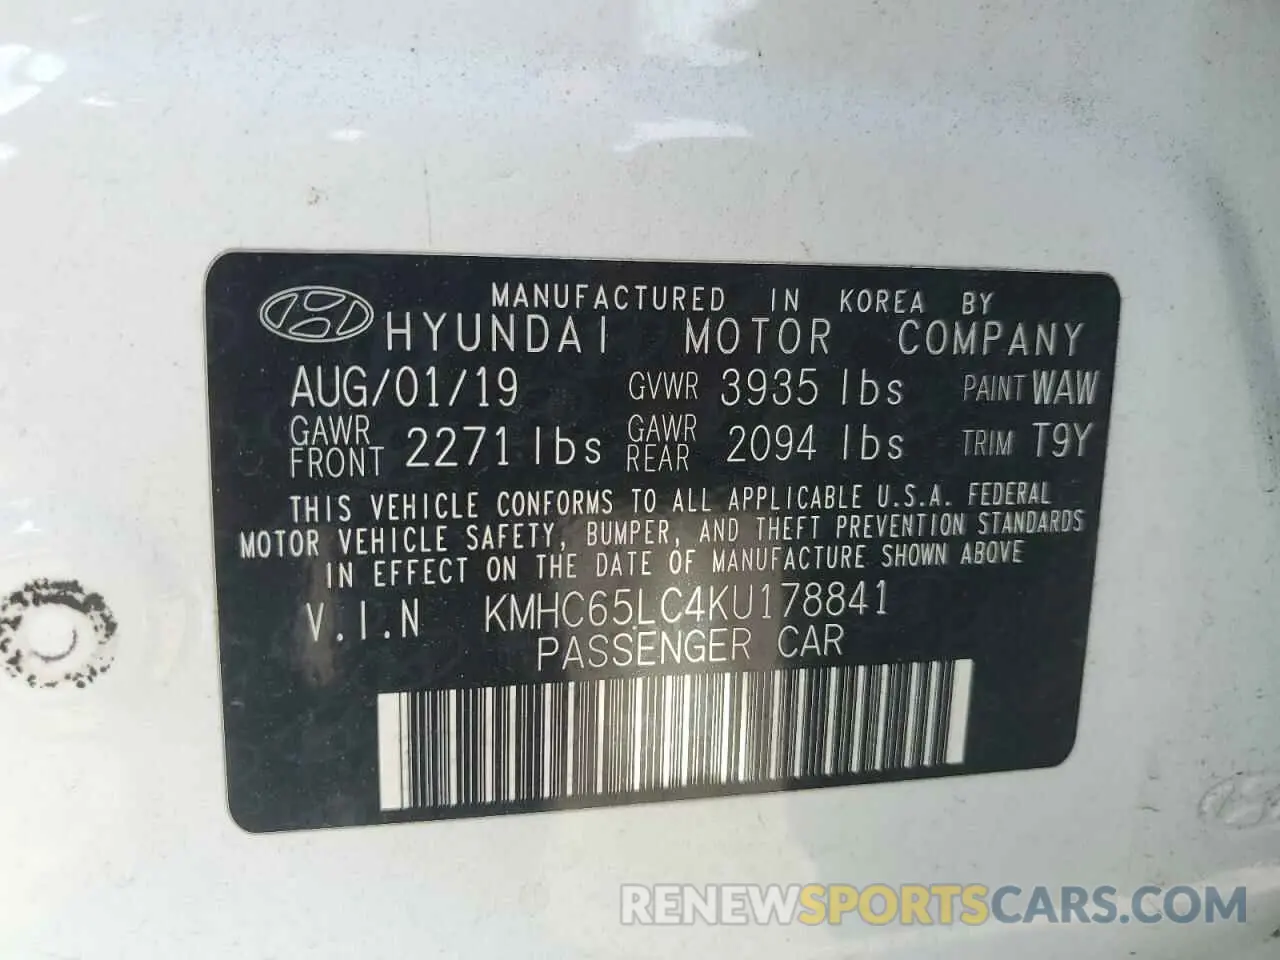 MANUFACTURED IN KOREA BY
HYUNDAI MOTOR COMPANY
AUG/01/19 GVWR 3935 lbs PAINT WAW
GAWR FRONT 2271 lbs GAWR REAR 2094 lbs TRIM T9Y
THIS VEHICLE CONFORMS TO ALL APPLICABLE U.S.A. FEDERAL
MOTOR VEHICLE SAFETY, BUMPER, AND THEFT PREVENTION STANDARDS
IN EFFECT ON THE DATE OF MANUFACTURE SHOWN ABOVE
V.I.N KMHC65LC4KU178841
PASSENGER CAR
RENEWSPORTSCARS.COM